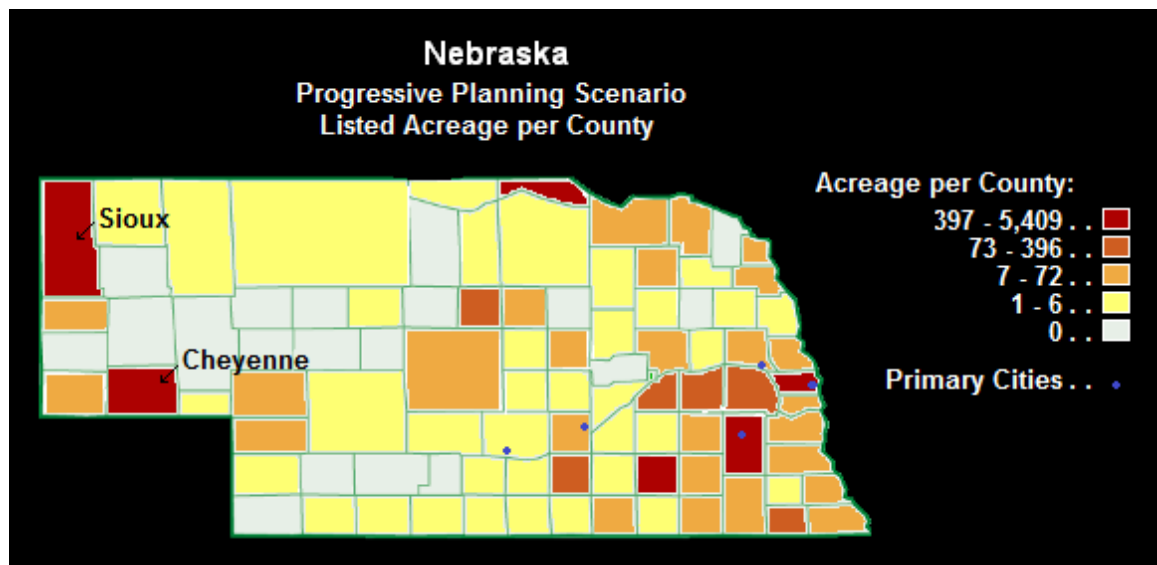 Nebraska
Progressive Planning Scenario
Listed Acreage per County
Acreage per County:
397 - 5,409 . .
73 - 396 . .
7 - 72 . .
1 - 6 . .
0 . .
Primary Cities . .
Sioux
Cheyenne